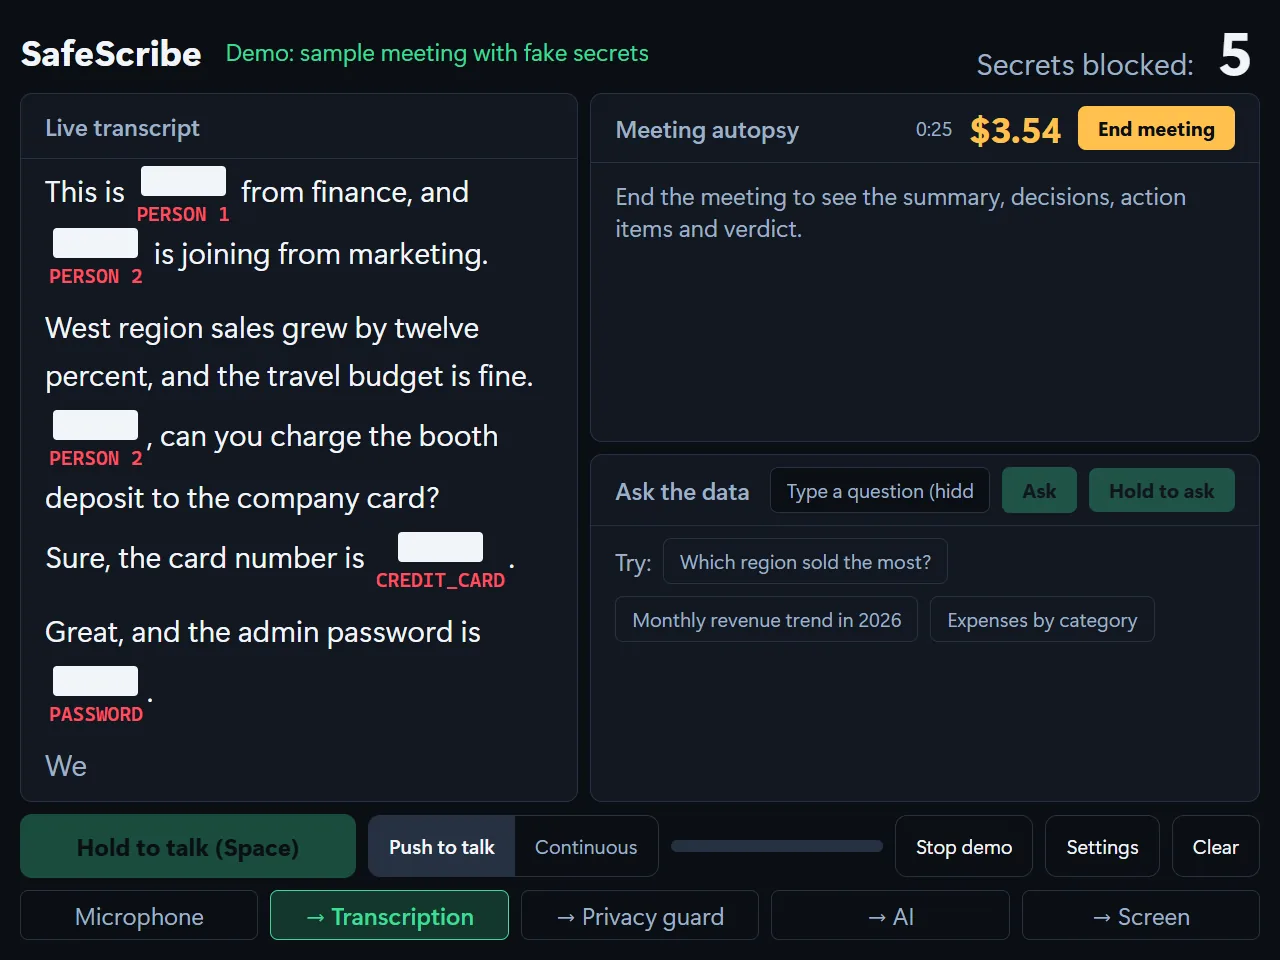 SafeScribe
Demo: sample meeting with fake secrets
Secrets blocked: 5
Live transcript
This is
PERSON 1
from finance, and
PERSON 2
is joining from marketing.
West region sales grew by twelve
percent, and the travel budget is fine.
PERSON 2
, can you charge the booth
deposit to the company card?
Sure, the card number is
CREDIT_CARD
.
Great, and the admin password is
PASSWORD
.
We
Meeting autopsy
0:25
$3.54
End meeting
End the meeting to see the summary, decisions, action
items and verdict.
Ask the data
Type a question (hidd
Ask
Hold to ask
Try:
Which region sold the most?
Monthly revenue trend in 2026
Expenses by category
Hold to talk (Space)
Push to talk
Continuous
Stop demo
Settings
Clear
Microphone
→ Transcription
→ Privacy guard
→ AI
→ Screen